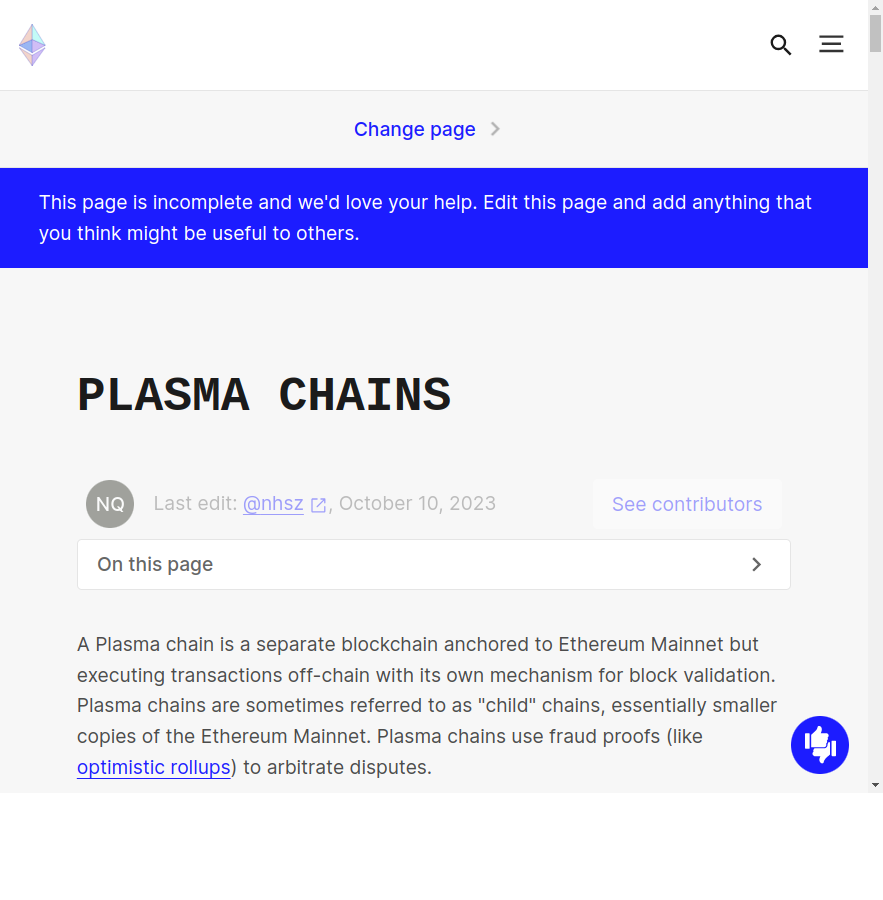 Change page
This page is incomplete and we'd love your help. Edit this page and add anything that
you think might be useful to others.
PLASMA CHAINS
NQ
Last edit: @nhsz, October 10, 2023
See contributors
On this page
A Plasma chain is a separate blockchain anchored to Ethereum Mainnet but
executing transactions off-chain with its own mechanism for block validation.
Plasma chains are sometimes referred to as "child" chains, essentially smaller
copies of the Ethereum Mainnet. Plasma chains use fraud proofs (like
optimistic rollups) to arbitrate disputes.